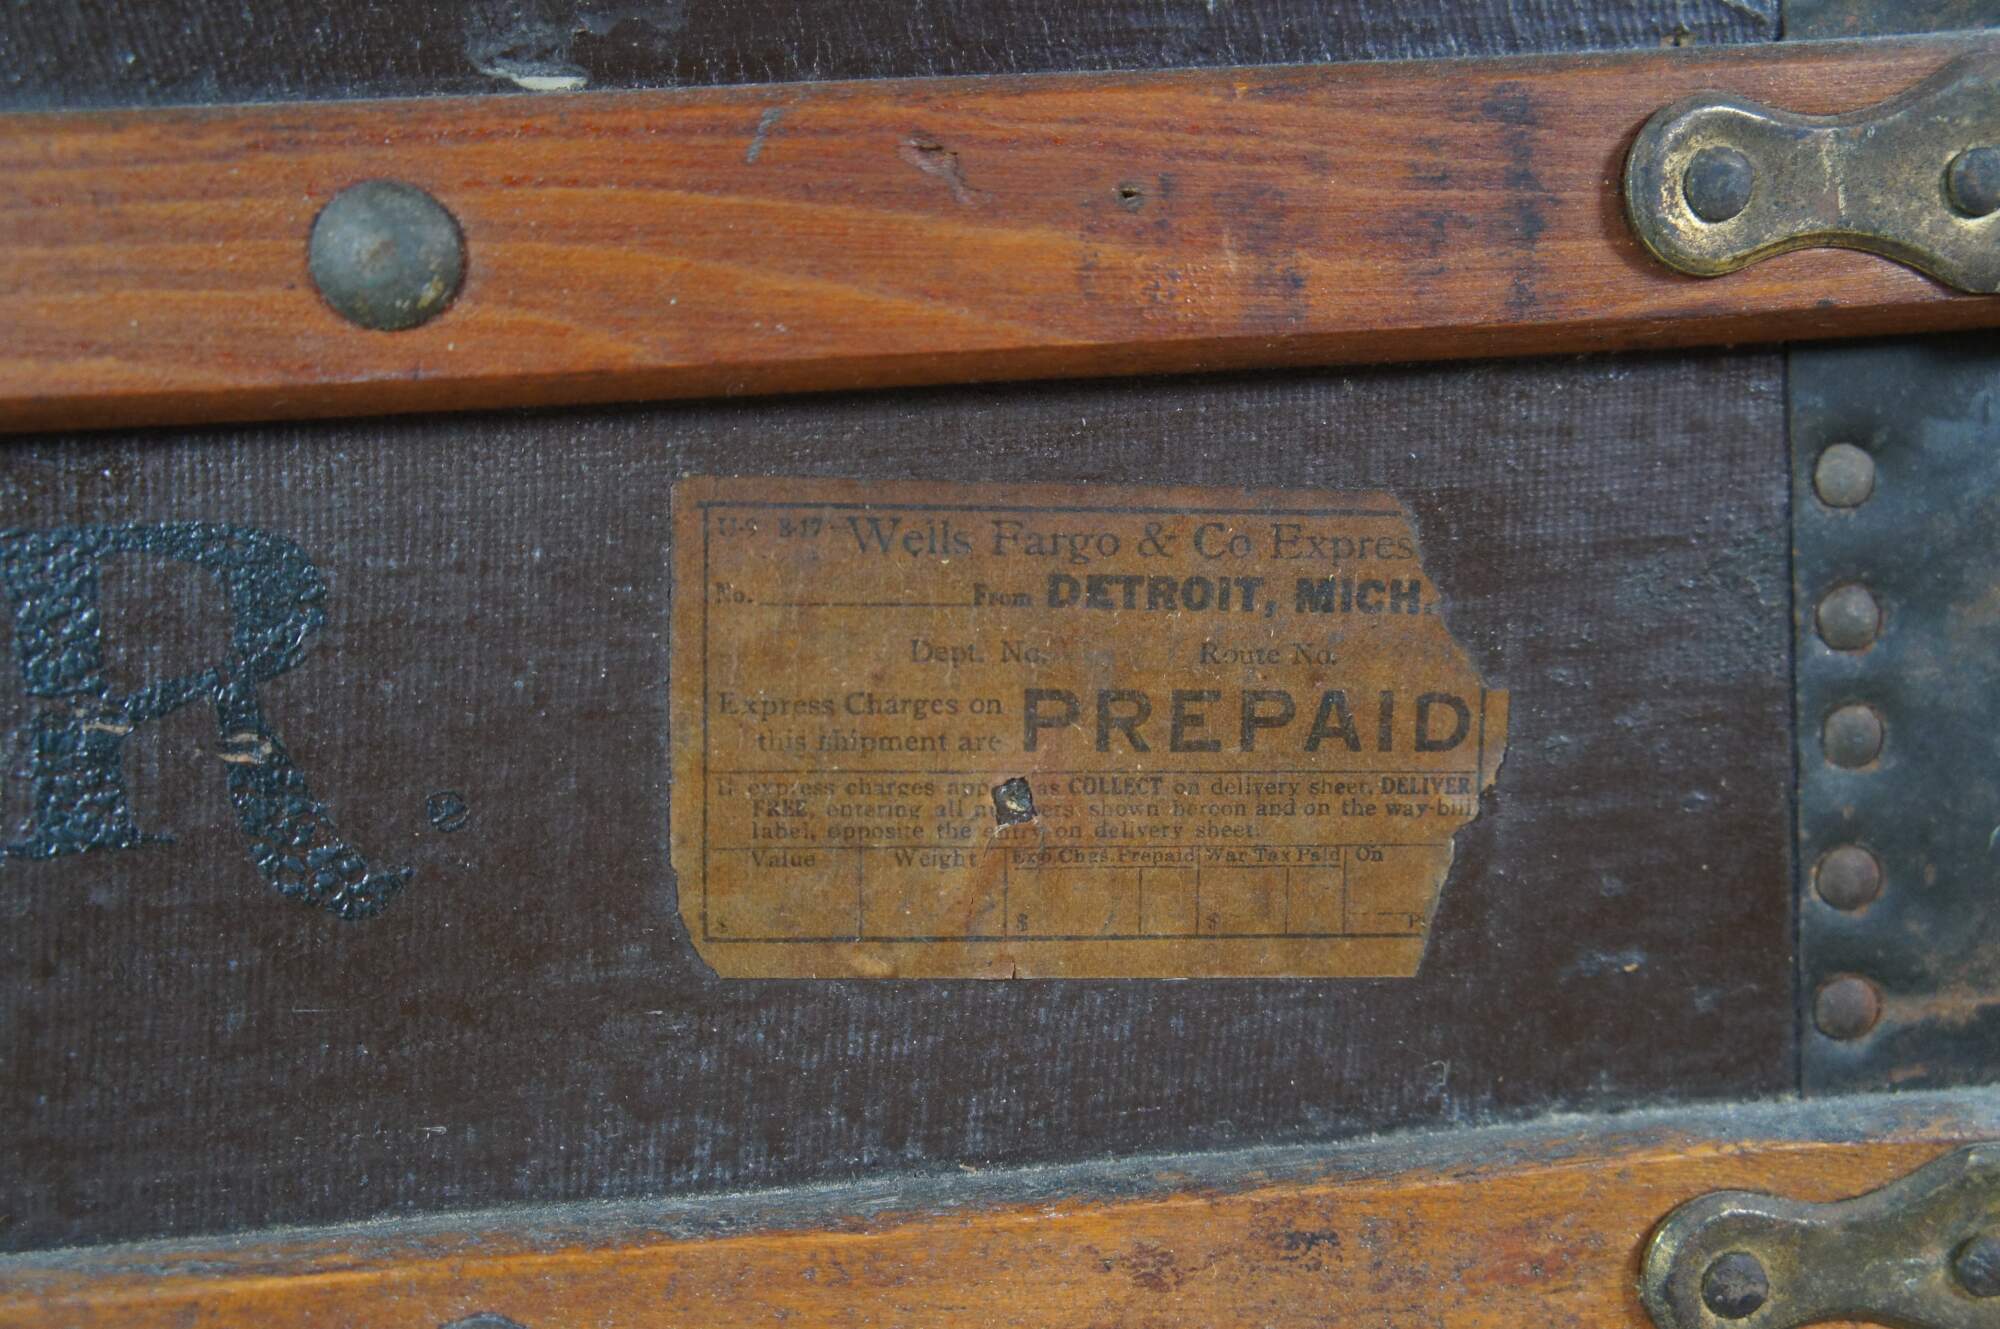 R.
U-9 8-17 Wells Fargo & Co Expres
No. From DETROIT, MICH.
Dept. No. Route No.
Express Charges on
this shipment are PREPAID
If express charges app as COLLECT on delivery sheet, DELIVER
FREE, entering all n bers shown hereon and on the way-bill
label, opposite the entry on delivery sheet.
Value Weight Exp. Chgs. Prepaid War Tax Paid On
$ $ $ P